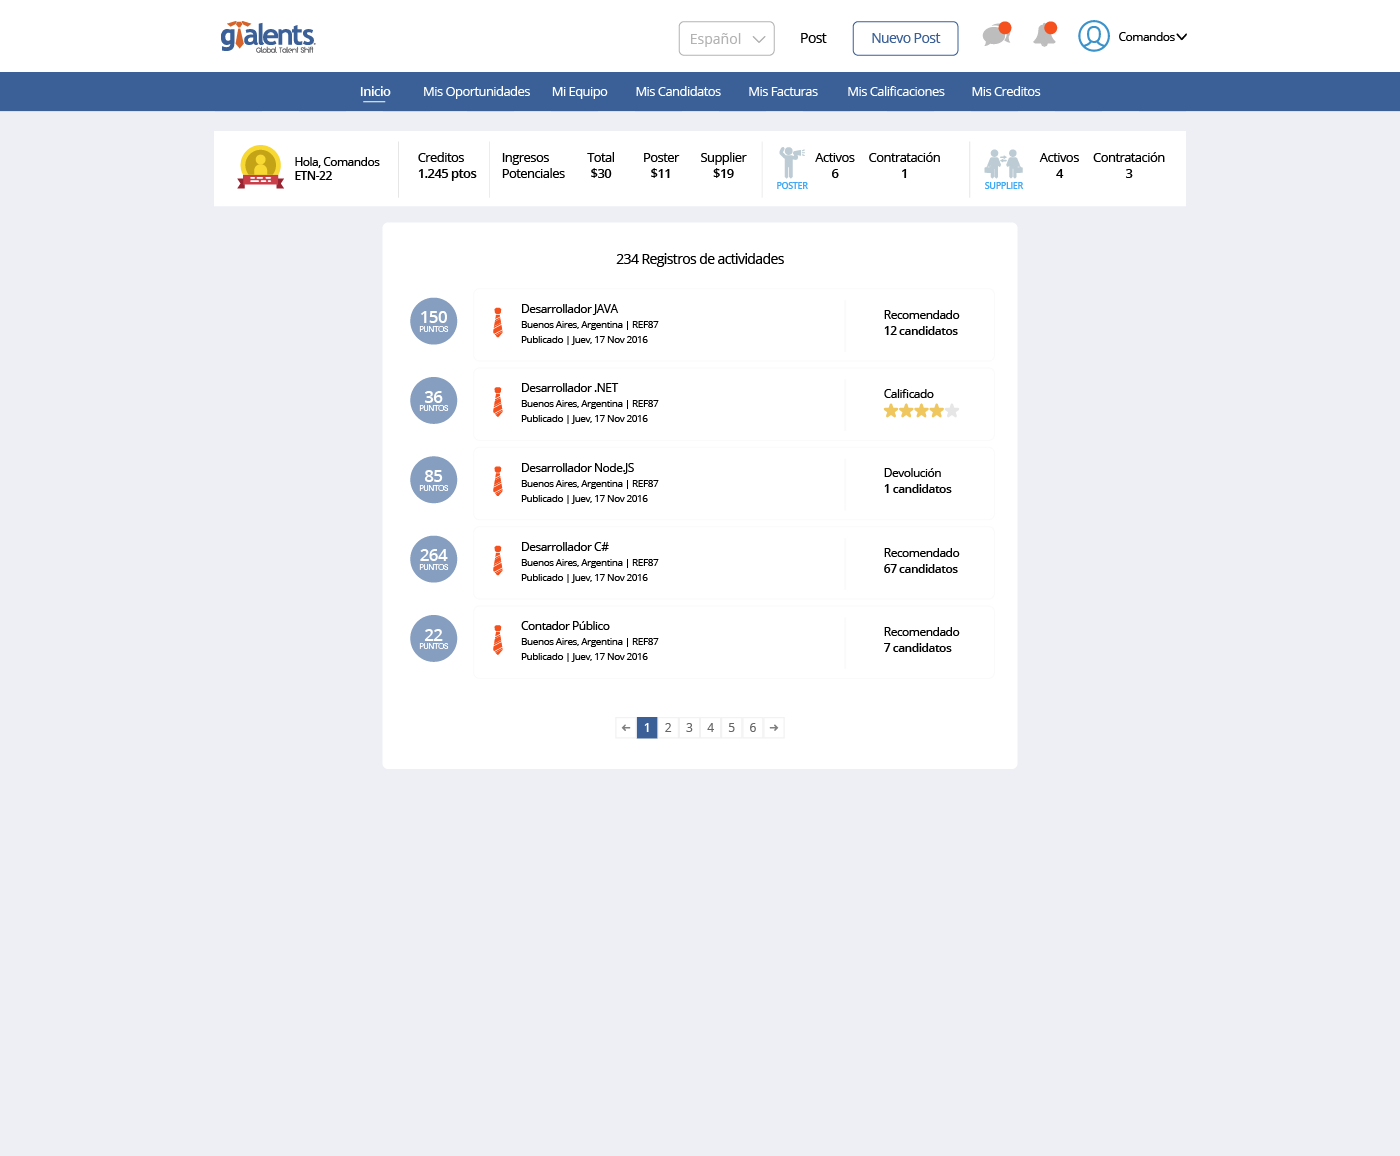 gtalents.
Global Talent Shift
Español
Post
Nuevo Post
Comandos
Inicio
Mis Oportunidades
Mi Equipo
Mis Candidatos
Mis Facturas
Mis Calificaciones
Mis Creditos
Hola, Comandos
ETN-22
Creditos
1.245 ptos
Ingresos
Potenciales
Total
$30
Poster
$11
Supplier
$19
POSTER
Activos
6
Contratación
1
SUPPLIER
Activos
4
Contratación
3
234 Registros de actividades
150
PUNTOS
Desarrollador JAVA
Buenos Aires, Argentina | REF87
Publicado | Juev, 17 Nov 2016
Recomendado
12 candidatos
36
PUNTOS
Desarrollador .NET
Buenos Aires, Argentina | REF87
Publicado | Juev, 17 Nov 2016
Calificado
85
PUNTOS
Desarrollador Node.JS
Buenos Aires, Argentina | REF87
Publicado | Juev, 17 Nov 2016
Devolución
1 candidatos
264
PUNTOS
Desarrollador C#
Buenos Aires, Argentina | REF87
Publicado | Juev, 17 Nov 2016
Recomendado
67 candidatos
22
PUNTOS
Contador Público
Buenos Aires, Argentina | REF87
Publicado | Juev, 17 Nov 2016
Recomendado
7 candidatos
← 1 2 3 4 5 6 →